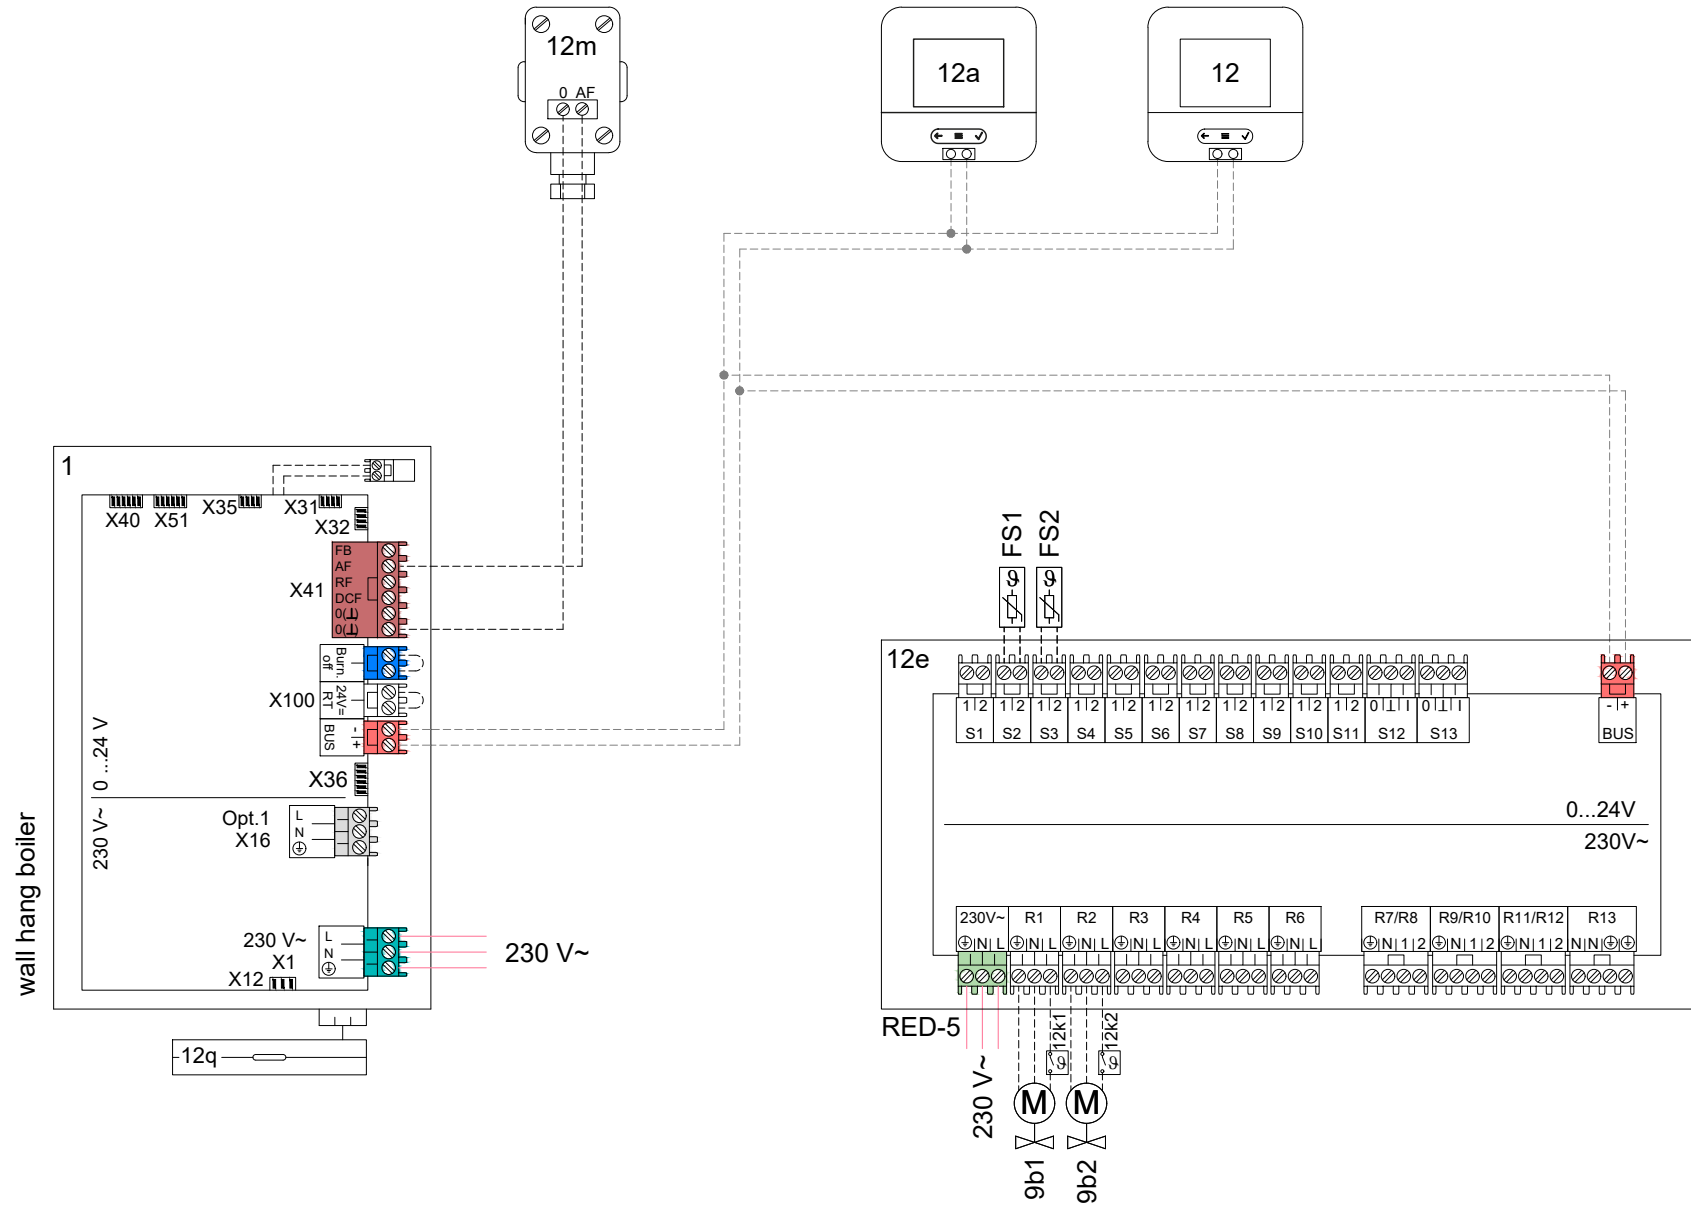 12m
0 AF
12a
12
1
X40
X51
X35
X31
X32
FB
AF
RF
DCF
0(⊥)
0(⊥)
X41
Burn.
off
24V=
RT
X100
BUS
-
+
X36
0 ...24 V
230 V~
Opt.1
X16
L
N
230 V~
X1
L
N
X12
230 V~
wall hang boiler
12q
FS1
FS2
12e
1 2
1 2
1 2
1 2
1 2
1 2
1 2
1 2
1 2
1 2
1 2
0 ⊥ I
0 ⊥ I
- +
S1
S2
S3
S4
S5
S6
S7
S8
S9
S10
S11
S12
S13
BUS
0...24V
230V~
230V~
R1
R2
R3
R4
R5
R6
R7/R8
R9/R10
R11/R12
R13
⏚ N L
⏚ N L
⏚ N L
⏚ N L
⏚ N L
⏚ N L
⏚ N L
⏚ N 1 2
⏚ N 1 2
⏚ N 1 2
N N ⏚ ⏚
RED-5
230 V~
12k1
12k2
ϑ
ϑ
M
M
9b1
9b2